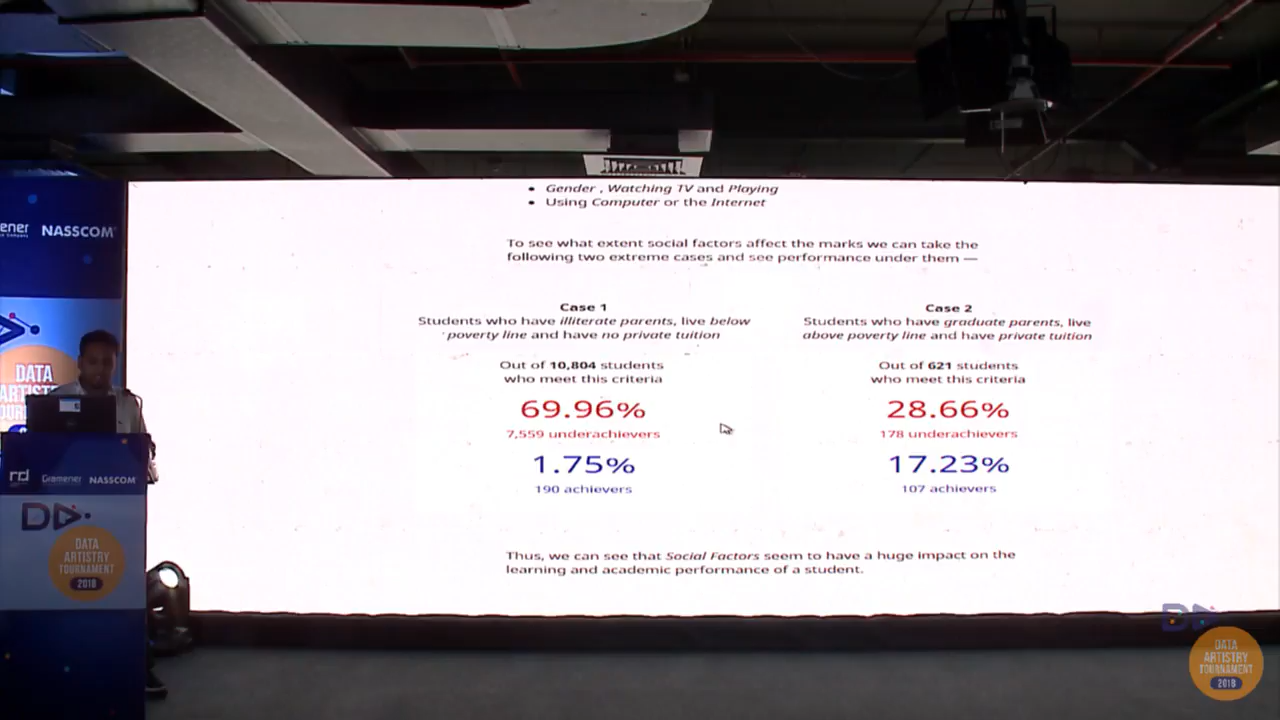 • Gender , Watching TV and Playing
• Using Computer or the Internet
To see what extent social factors affect the marks we can take the
following two extreme cases and see performance under them —
Case 1
Students who have illiterate parents, live below
poverty line and have no private tuition
Out of 10,804 students
who meet this criteria
69.96%
7,559 underachievers
1.75%
190 achievers
Case 2
Students who have graduate parents, live
above poverty line and have private tuition
Out of 621 students
who meet this criteria
28.66%
178 underachievers
17.23%
107 achievers
Thus, we can see that Social Factors seem to have a huge impact on the
learning and academic performance of a student.
NASSCOM
DATA
Gramener NASSCOM
DATA
ARTISTRY
TOURNAMENT
2018
DATA
ARTISTRY
TOURNAMENT
2018